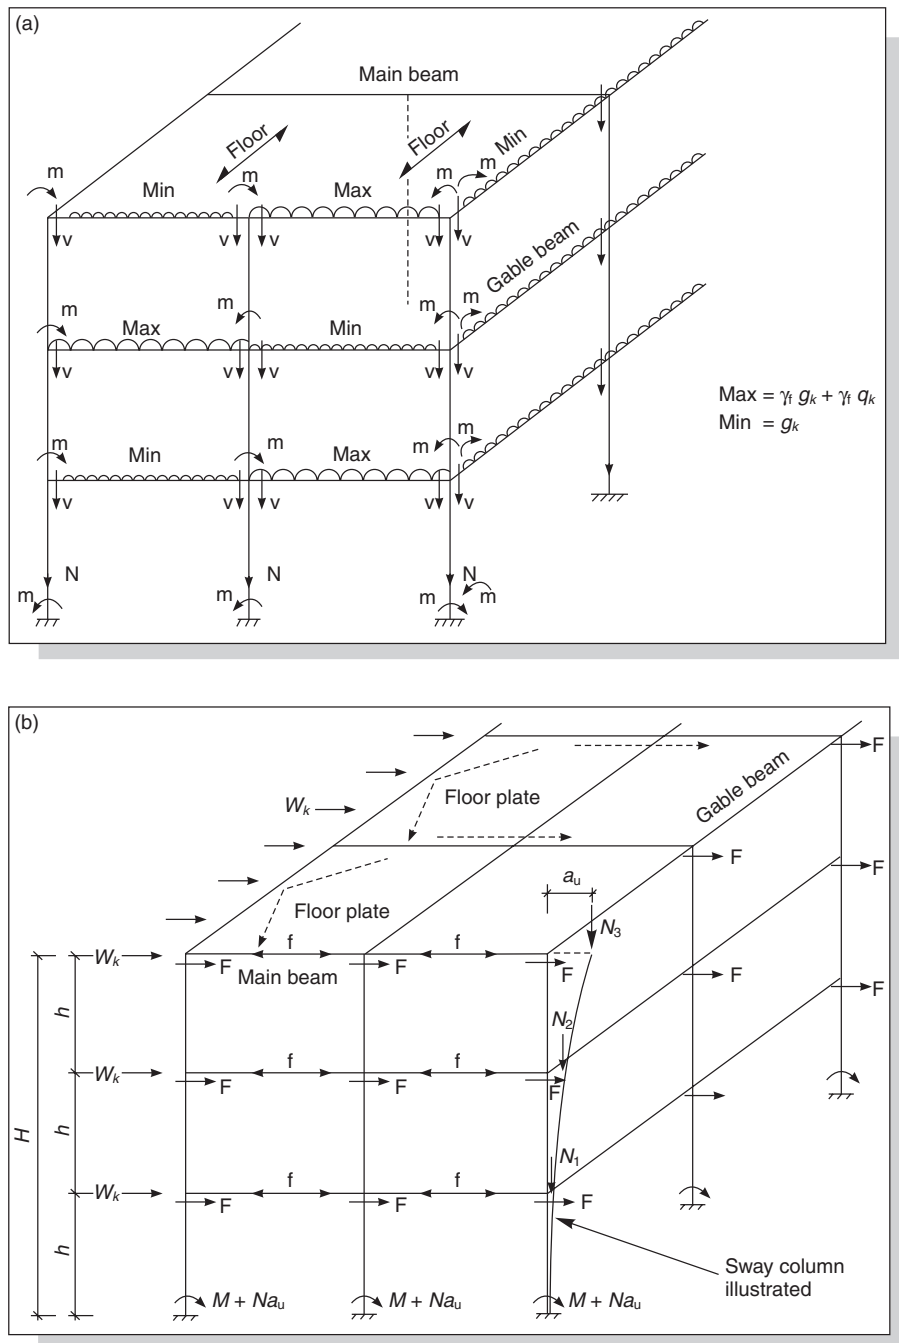 (a)
Main beam
Floor
Floor
Min
m
m
m
m
Min
Max
v
v
v
v
v
Gable beam
m
m
m
m
Max
Min
v
v
v
v
v
Max = γf gk + γf qk
Min = gk
m
m
m
m
Min
Max
v
v
v
v
v
N
N
N
m
m
m
m
(b)
F
Gable beam
Wk
Floor plate
F
F
au
Floor plate
N3
Wk
f
f
F
Main beam
F
F
h
N2
F
F
Wk
f
f
F
F
F
H
h
N1
Wk
f
f
F
F
F
h
Sway column
illustrated
M + Nau
M + Nau
M + Nau